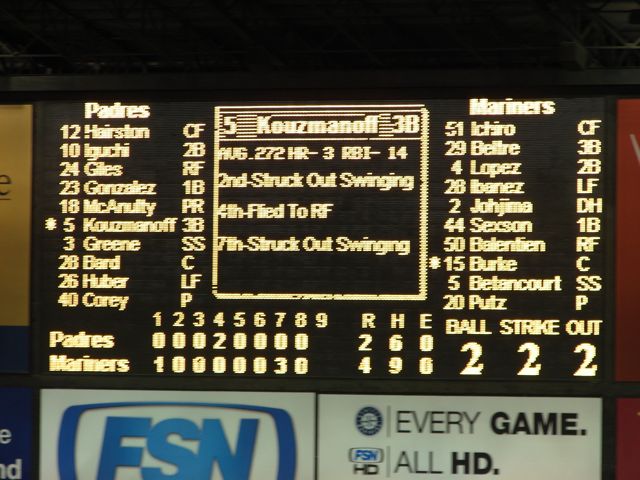 Padres
12 Hairston CF
10 Iguchi 2B
24 Giles RF
23 Gonzalez 1B
18 McAnulty PR
* 5 Kouzmanoff 3B
3 Greene SS
28 Bard C
26 Huber LF
40 Corey P
5 Kouzmanoff 3B
AVG .272 HR- 3 RBI- 14
2nd-Struck Out Swinging
4th-Flied To RF
7th-Struck Out Swinging
Mariners
51 Ichiro CF
29 Beltre 3B
4 Lopez 2B
28 Ibanez LF
2 Johjima DH
44 Sexson 1B
50 Balentien RF
* 15 Burke C
5 Betancourt SS
20 Putz P
1 2 3 4 5 6 7 8 9 R H E
Padres 0 0 0 2 0 0 0 0 2 6 0
Mariners 1 0 0 0 0 0 3 0 4 9 0
BALL STRIKE OUT
2 2 2
FSN
EVERY GAME.
FSN HD ALL HD.
e
e
nd